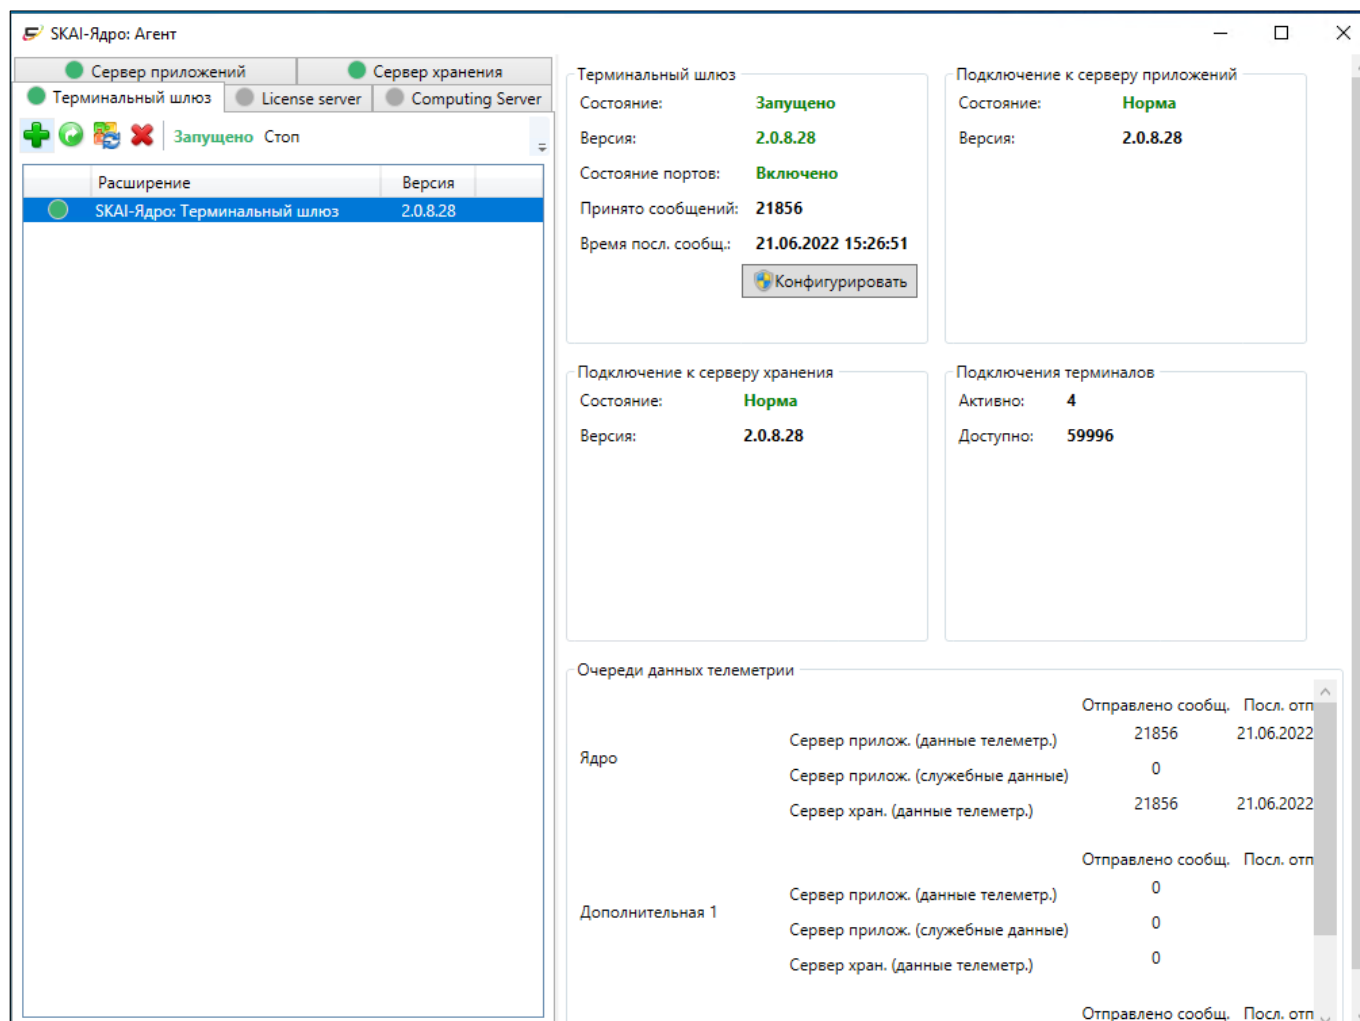 SKAI-Ядро: Агент
Сервер приложений Сервер хранения
Терминальный шлюз License server Computing Server
Запущено Стоп
Расширение Версия
SKAI-Ядро: Терминальный шлюз 2.0.8.28
Терминальный шлюз
Состояние: Запущено
Версия: 2.0.8.28
Состояние портов: Включено
Принято сообщений: 21856
Время посл. сообщ.: 21.06.2022 15:26:51
Конфигурировать
Подключение к серверу приложений
Состояние: Норма
Версия: 2.0.8.28
Подключение к серверу хранения
Состояние: Норма
Версия: 2.0.8.28
Подключения терминалов
Активно: 4
Доступно: 59996
Очереди данных телеметрии
Отправлено сообщ. Посл. отп
Ядро
Сервер прилож. (данные телеметр.) 21856 21.06.2022
Сервер прилож. (служебные данные) 0
Сервер хран. (данные телеметр.) 21856 21.06.2022
Отправлено сообщ. Посл. отп
Дополнительная 1
Сервер прилож. (данные телеметр.) 0
Сервер прилож. (служебные данные) 0
Сервер хран. (данные телеметр.) 0
Отправлено сообщ. Посл. отп